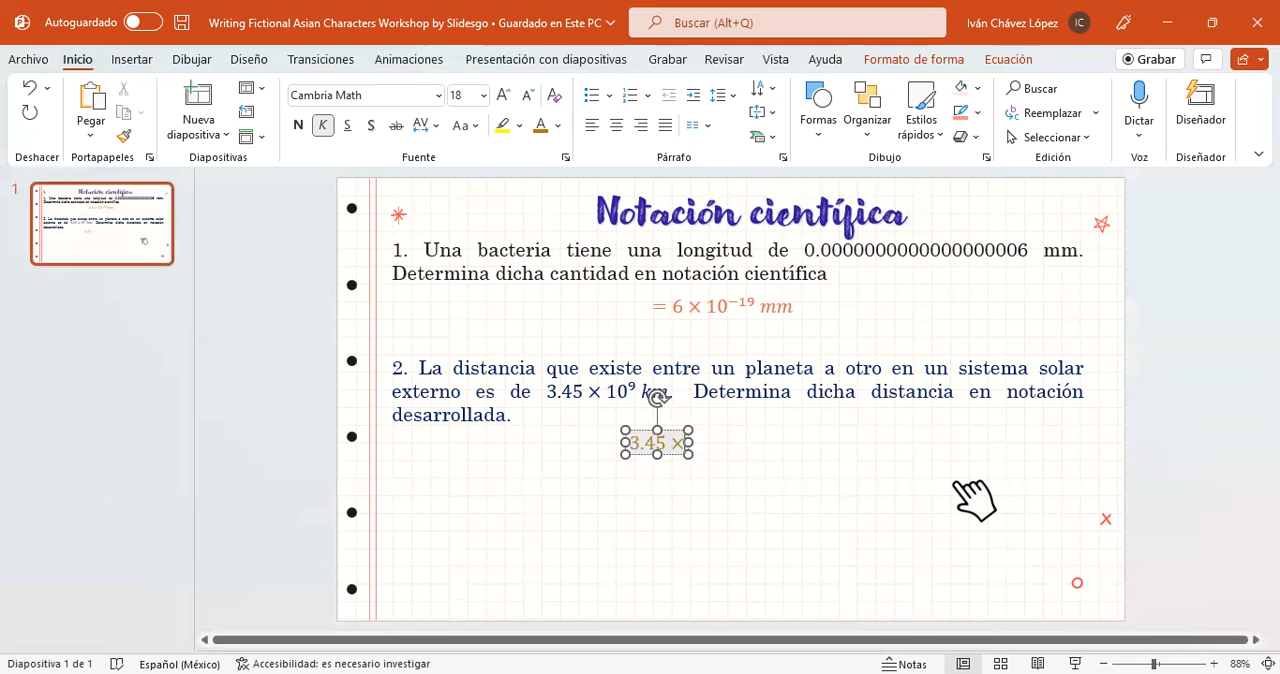 Autoguardado
Writing Fictional Asian Characters Workshop by Slidesgo • Guardado en Este PC
Buscar (Alt+Q)
Iván Chávez López
IC
Archivo Inicio Insertar Dibujar Diseño Transiciones Animaciones Presentación con diapositivas Grabar Revisar Vista Ayuda Formato de forma Ecuación
Grabar
Pegar
Nueva
diapositiva
Cambria Math
18
N K S S ab AV Aa A
Formas
Organizar
Estilos
rápidos
Buscar
Reemplazar
Seleccionar
Dictar
Diseñador
Deshacer Portapapeles Diapositivas Fuente Párrafo Dibujo Edición Voz Diseñador
1
Notación científica
1. Una bacteria tiene una longitud de 0.0000000000000000006 mm.
Determina dicha cantidad en notación científica
= 6 × 10⁻¹⁹ mm
2. La distancia que existe entre un planeta a otro en un sistema solar
externo es de 3.45 × 10⁹ km. Determina dicha distancia en notación
desarrollada.
3.45 ×
Diapositiva 1 de 1
Español (México)
Accesibilidad: es necesario investigar
Notas
88%